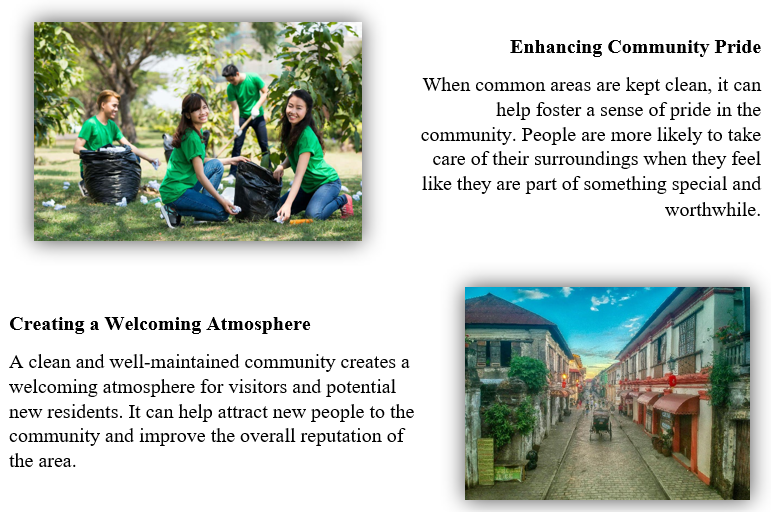 Enhancing Community Pride
When common areas are kept clean, it can
help foster a sense of pride in the
community. People are more likely to take
care of their surroundings when they feel
like they are part of something special and
worthwhile.
Creating a Welcoming Atmosphere
A clean and well-maintained community creates a
welcoming atmosphere for visitors and potential
new residents. It can help attract new people to the
community and improve the overall reputation of
the area.